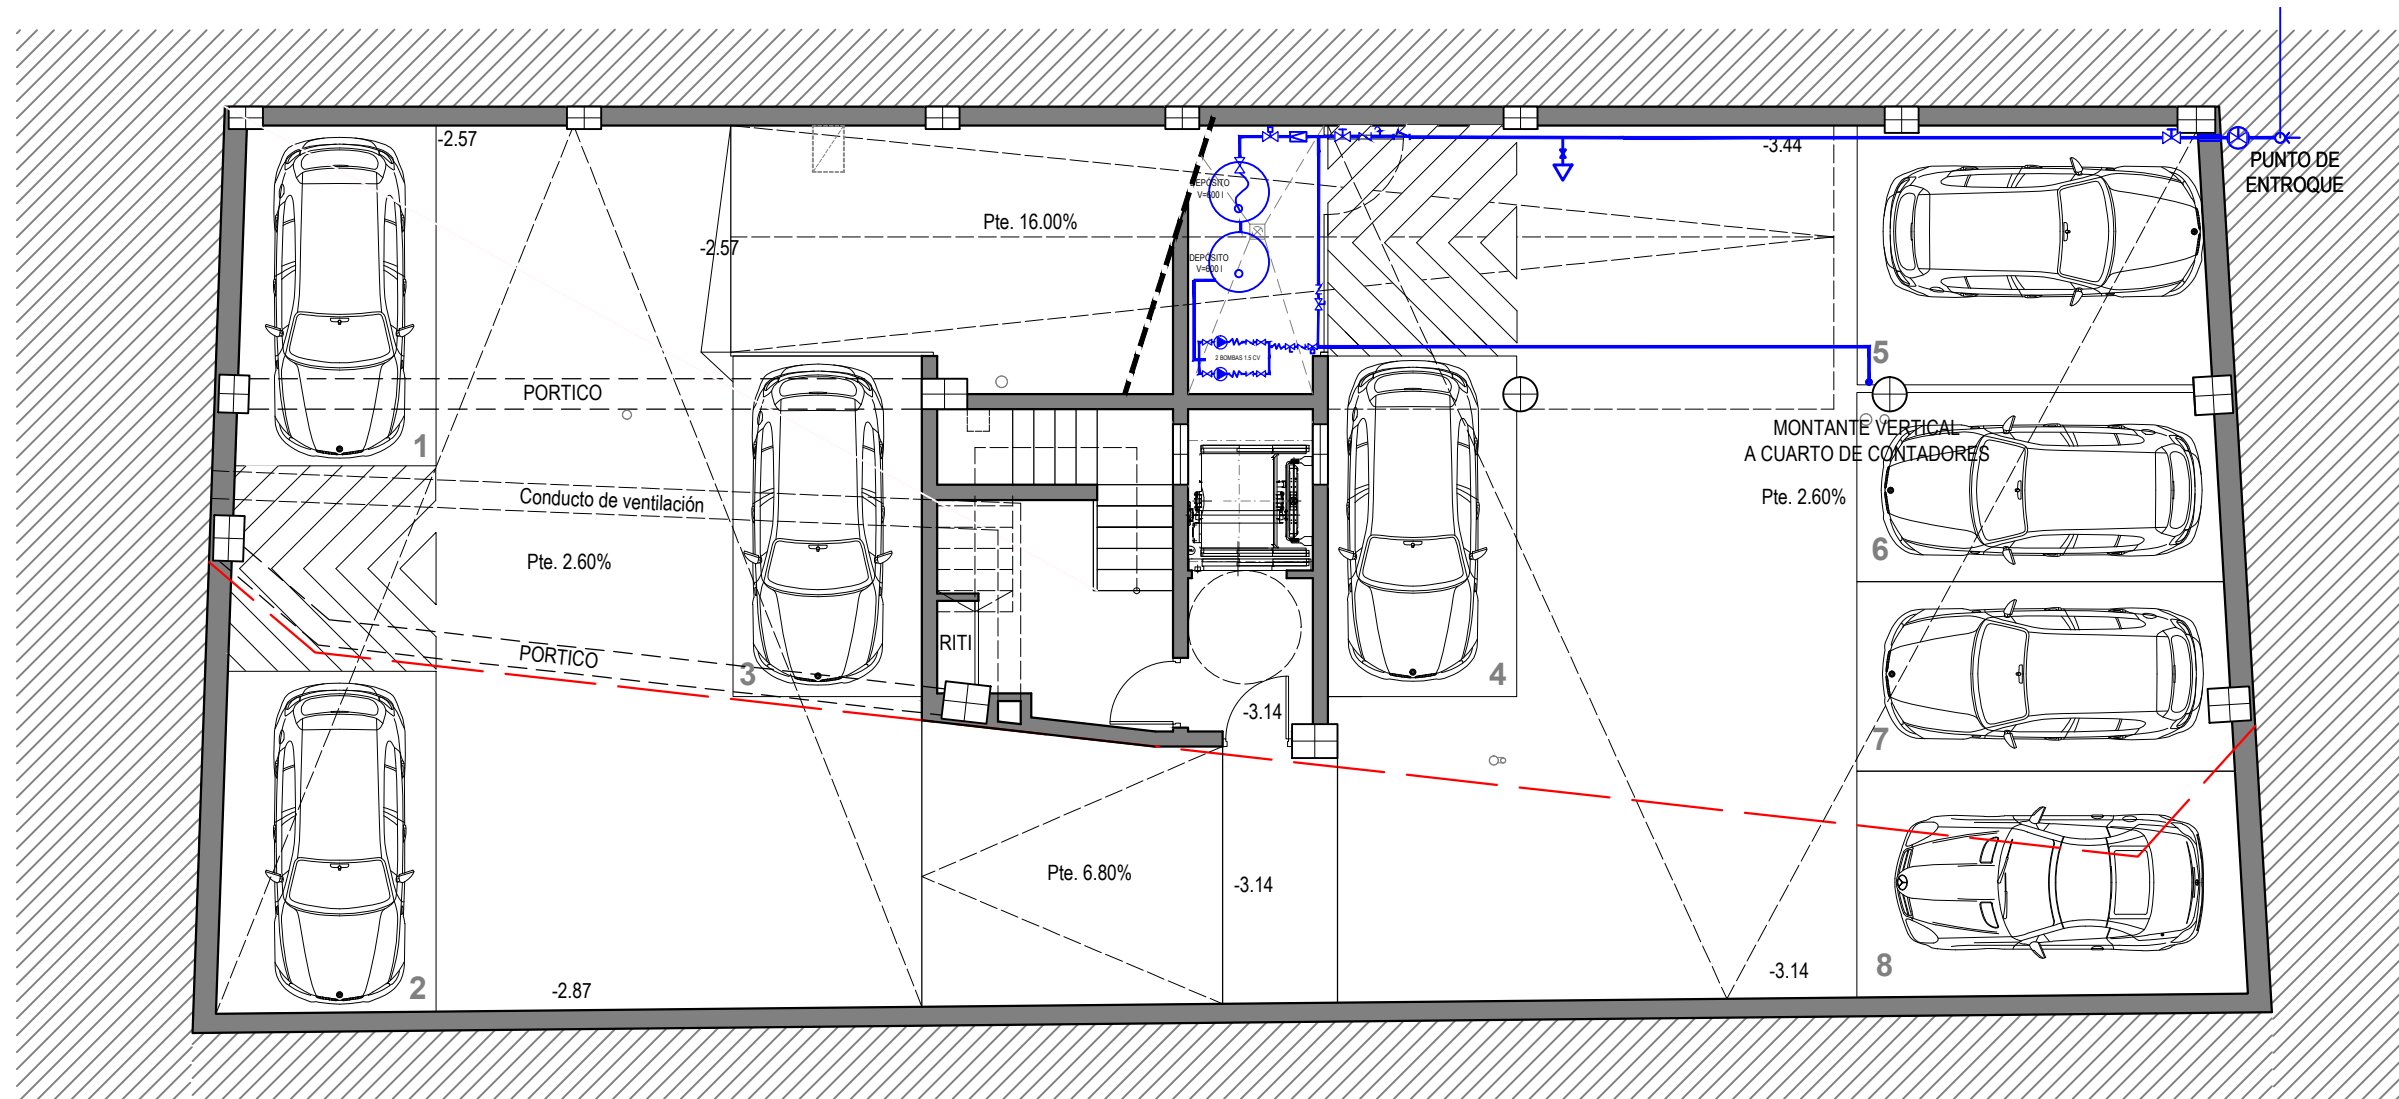 -2.57
-3.44
PUNTO DE
ENTROQUE
DEPOSITO
V=600 l
Pte. 16.00%
-2.57
DEPOSITO
V=600 l
2 BOMBAS 1.5 CV
5
PORTICO
1
MONTANTE VERTICAL
A CUARTO DE CONTADORES
Conducto de ventilación
Pte. 2.60%
Pte. 2.60%
6
RITI
PORTICO
3
4
-3.14
7
Pte. 6.80%
-3.14
2
-2.87
-3.14
8